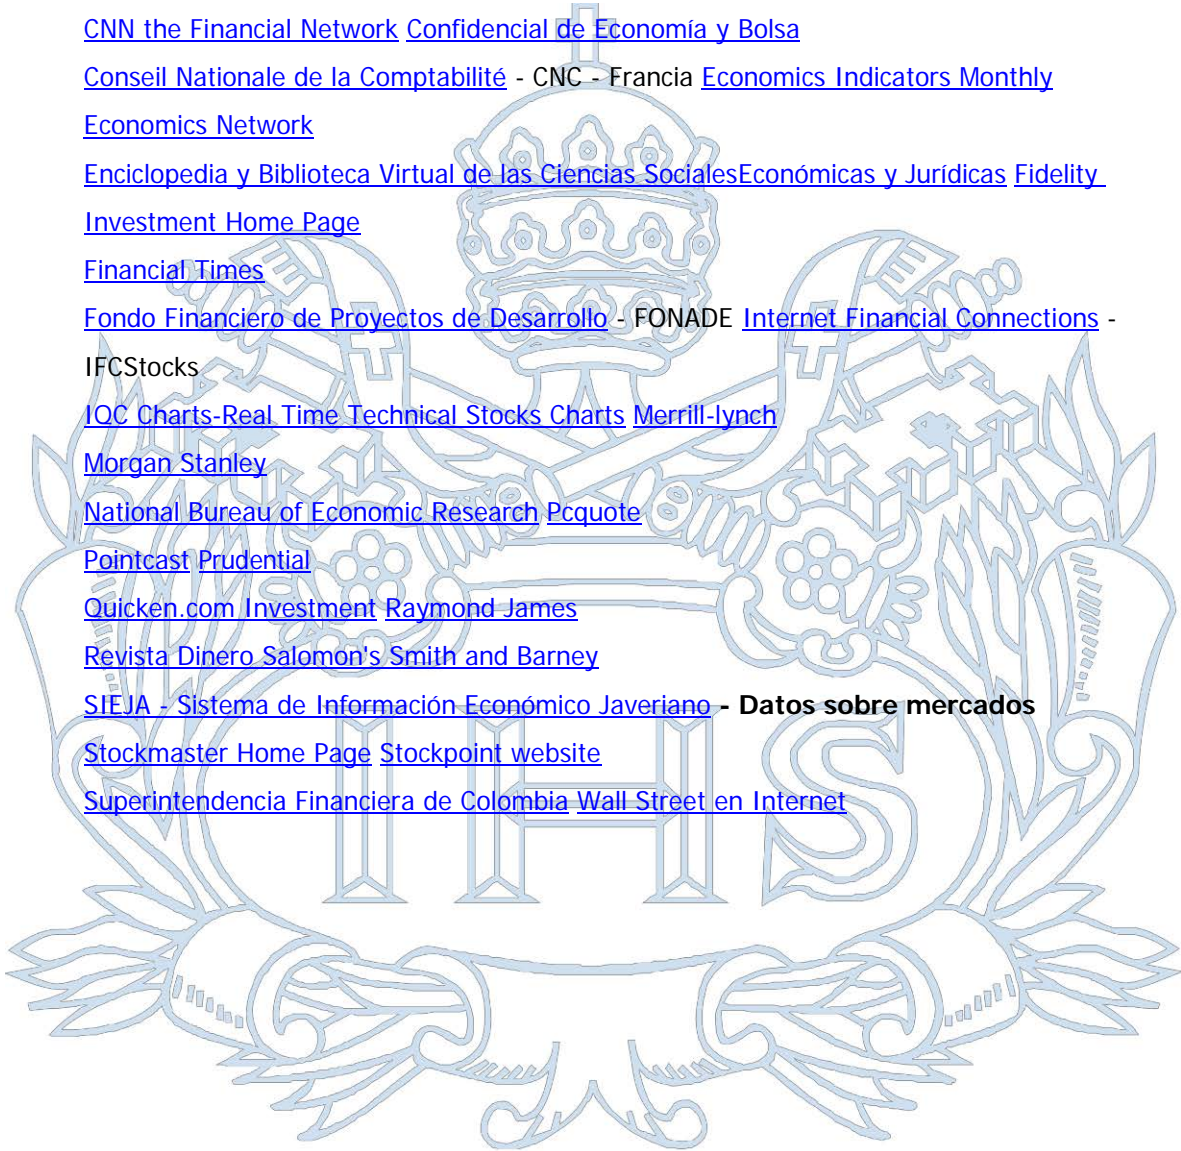 CNN the Financial Network Confidencial de Economía y Bolsa
Conseil Nationale de la Comptabilité - CNC - Francia Economics Indicators Monthly
Economics Network
Enciclopedia y Biblioteca Virtual de las Ciencias SocialesEconómicas y Jurídicas Fidelity
Investment Home Page
Financial Times
Fondo Financiero de Proyectos de Desarrollo - FONADE Internet Financial Connections -
IFCStocks
IQC Charts-Real Time Technical Stocks Charts Merrill-lynch
Morgan Stanley
National Bureau of Economic Research Pcquote
Pointcast Prudential
Quicken.com Investment Raymond James
Revista Dinero Salomon's Smith and Barney
SIEJA - Sistema de Información Económico Javeriano - Datos sobre mercados
Stockmaster Home Page Stockpoint website
Superintendencia Financiera de Colombia Wall Street en Internet
IHS